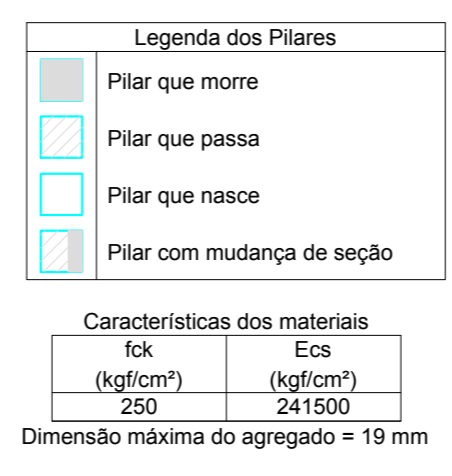 Legenda dos Pilares
Pilar que morre
Pilar que passa
Pilar que nasce
Pilar com mudança de seção
Características dos materiais
fck Ecs
(kgf/cm²) (kgf/cm²)
250 241500
Dimensão máxima do agregado = 19 mm